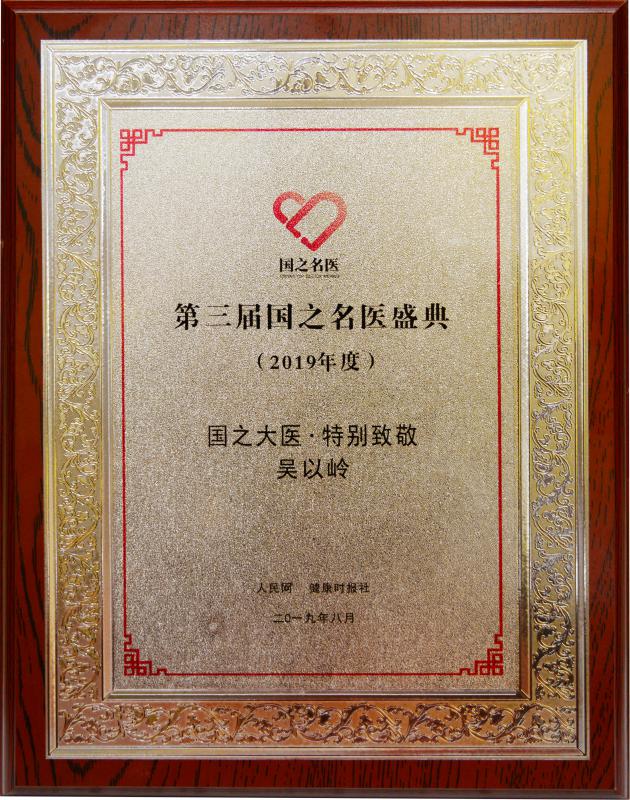 国之名医
第三届国之名医盛典
（2019年度）
国之大医·特别致敬
吴以岭
人民网 健康时报社
二〇一九年八月